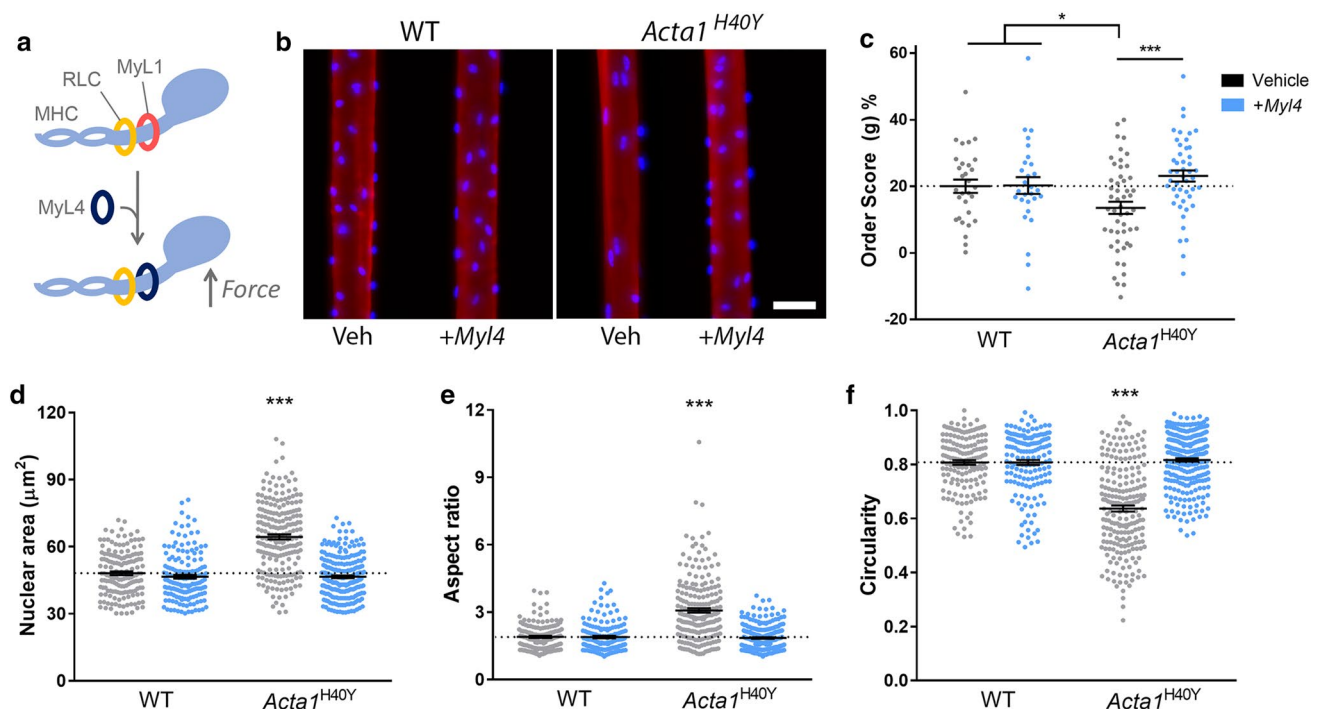 a
MHC
RLC
MyL1
MyL4
Force
b
WT
Acta1 H40Y
Veh
+Myl4
Veh
+Myl4
c
*
***
Order Score (g) %
60
40
20
0
-20
WT
Acta1H40Y
Vehicle
+Myl4
d
***
Nuclear area (μm2)
120
90
60
30
0
WT
Acta1H40Y
e
***
Aspect ratio
12
9
6
3
0
WT
Acta1H40Y
f
***
Circularity
1.0
0.8
0.6
0.4
0.2
0.0
WT
Acta1H40Y